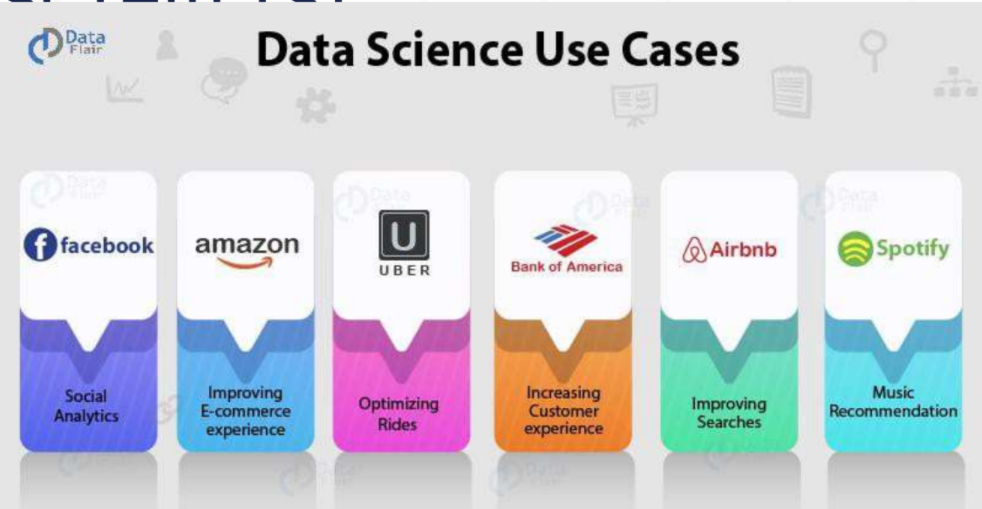 Data
Flair
Data Science Use Cases
facebook
amazon
U
UBER
Bank of America
Airbnb
Spotify
Social
Analytics
Improving
E-commerce
experience
Optimizing
Rides
Increasing
Customer
experience
Improving
Searches
Music
Recommendation